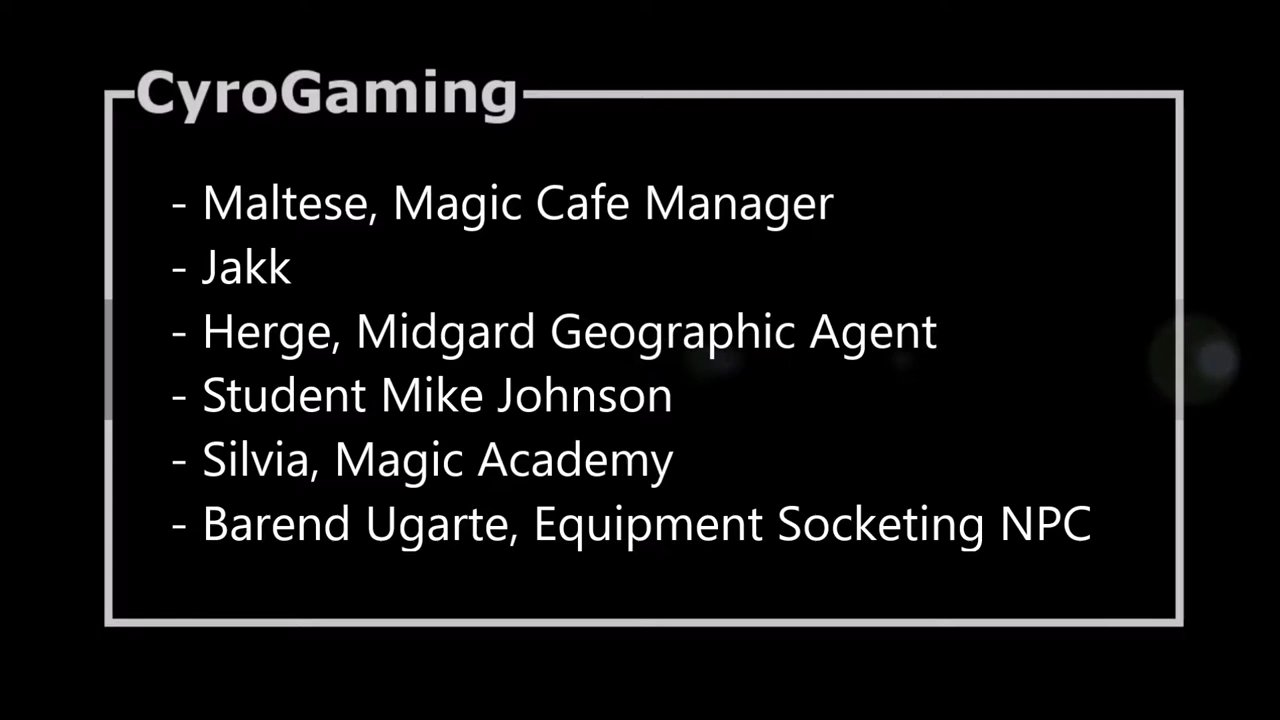 CyroGaming
- Maltese, Magic Cafe Manager
- Jakk
- Herge, Midgard Geographic Agent
- Student Mike Johnson
- Silvia, Magic Academy
- Barend Ugarte, Equipment Socketing NPC